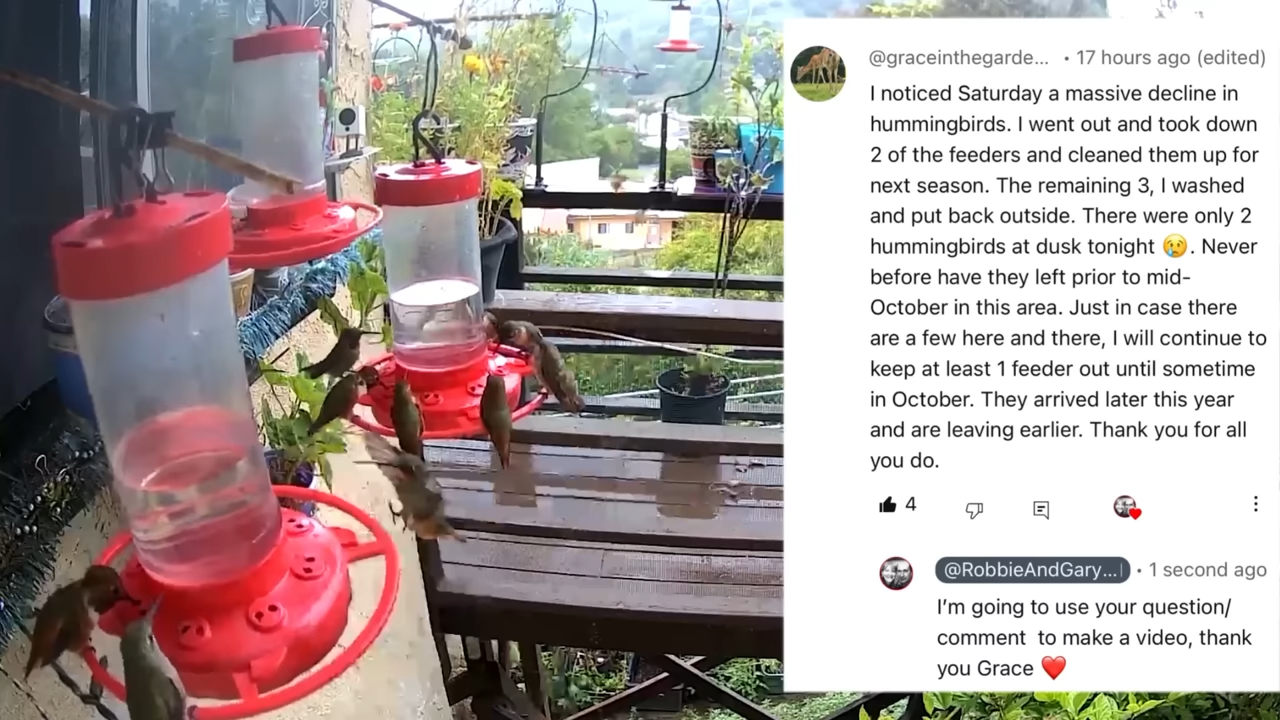 @graceinthegarde... • 17 hours ago (edited)
I noticed Saturday a massive decline in
hummingbirds. I went out and took down
2 of the feeders and cleaned them up for
next season. The remaining 3, I washed
and put back outside. There were only 2
hummingbirds at dusk tonight 😢. Never
before have they left prior to mid-
October in this area. Just in case there
are a few here and there, I will continue to
keep at least 1 feeder out until sometime
in October. They arrived later this year
and are leaving earlier. Thank you for all
you do.
4
@RobbieAndGary... • 1 second ago
I'm going to use your question/
comment to make a video, thank
you Grace ❤️